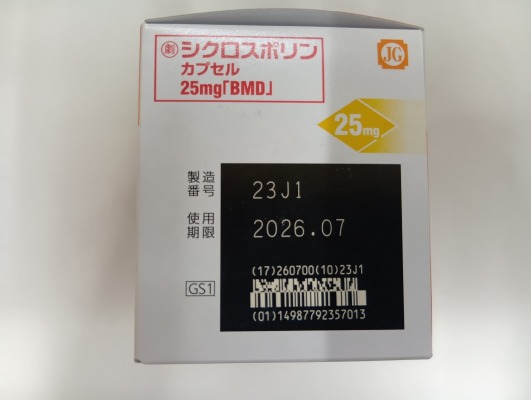 劇 シクロスポリン
カプセル
25mg「BMD」
JG
25mg
製造
番号 23J1
使用
期限 2026.07
(17)260700(10)23J1
GS1
(01)14987792357013